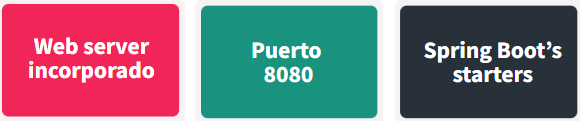 Web server
incorporado
Puerto
8080
Spring Boot’s
starters